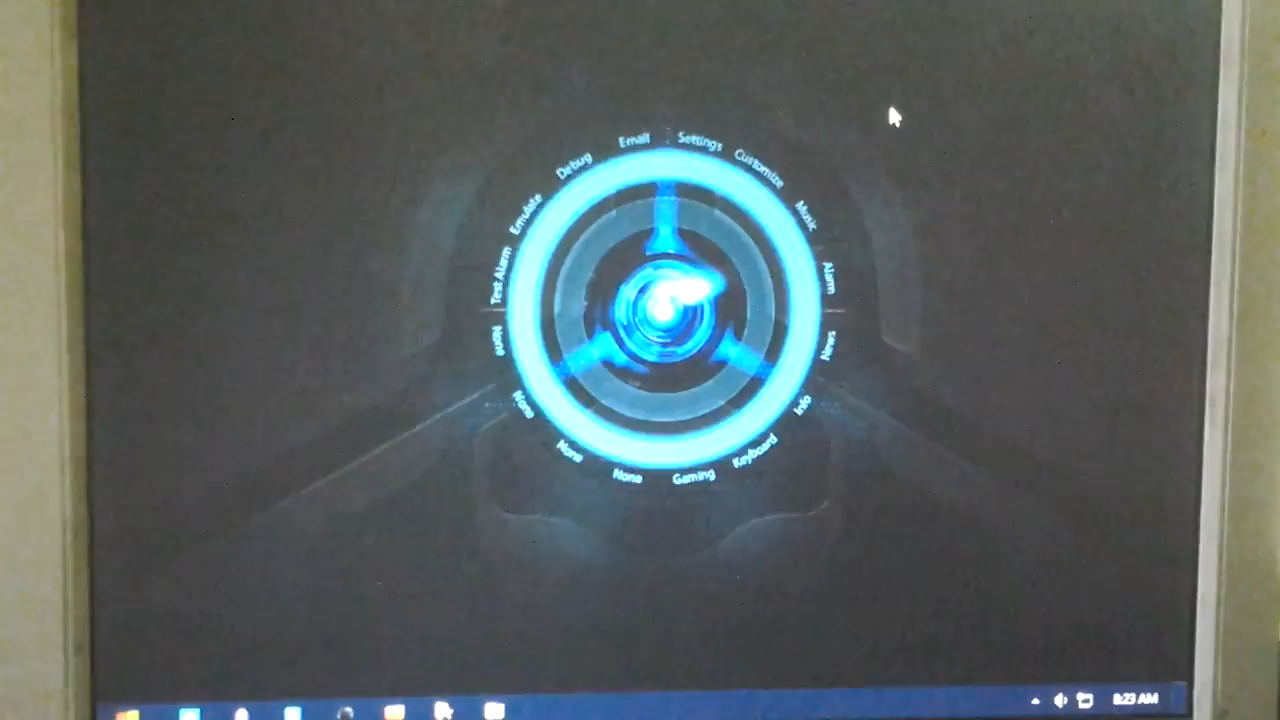 Email
Settings
Customize
Music
Alarm
News
Info
Keyboard
Gaming
None
None
None
None
Test Alarm
Emulate
Debug
8:23 AM